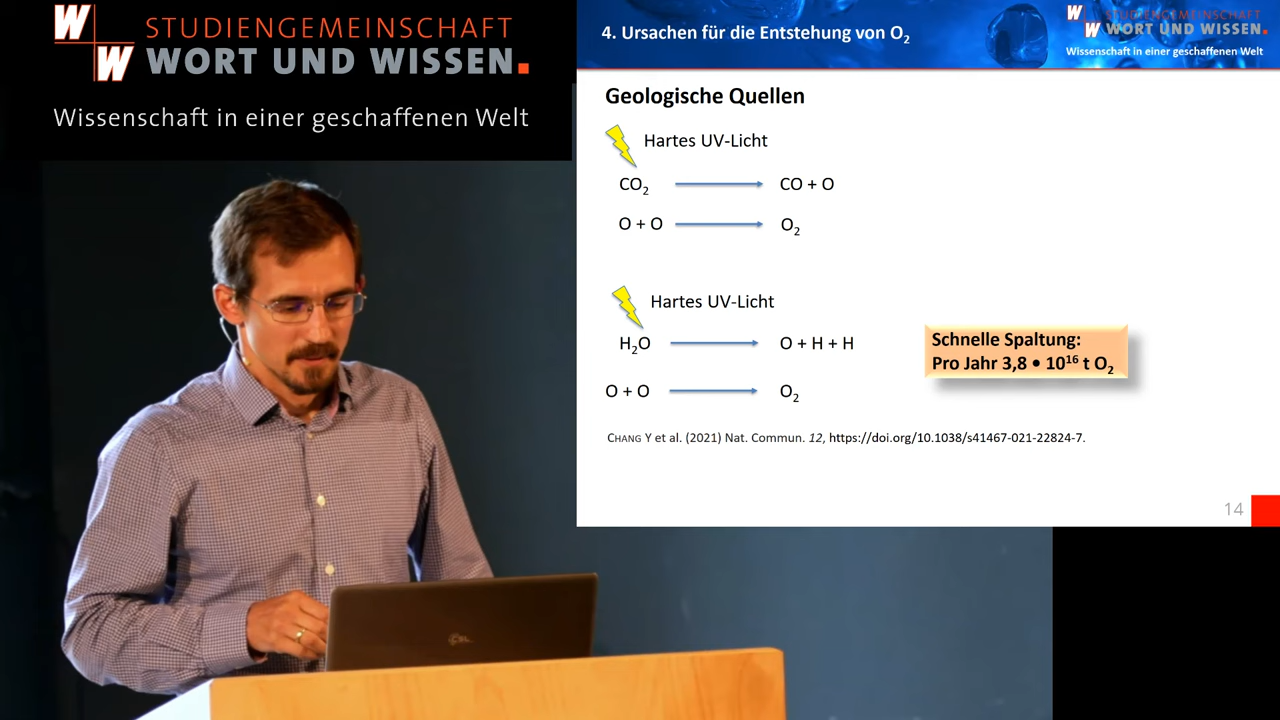 W W
STUDIENGEMEINSCHAFT
WORT UND WISSEN.
Wissenschaft in einer geschaffenen Welt
4. Ursachen für die Entstehung von O₂
W W
STUDIENGEMEINSCHAFT
WORT UND WISSEN.
Wissenschaft in einer geschaffenen Welt
Geologische Quellen
Hartes UV-Licht
CO₂ → CO + O
O + O → O₂
Hartes UV-Licht
H₂O → O + H + H
O + O → O₂
Schnelle Spaltung:
Pro Jahr 3,8 • 10¹⁶ t O₂
CHANG Y et al. (2021) Nat. Commun. 12, https://doi.org/10.1038/s41467-021-22824-7.
14